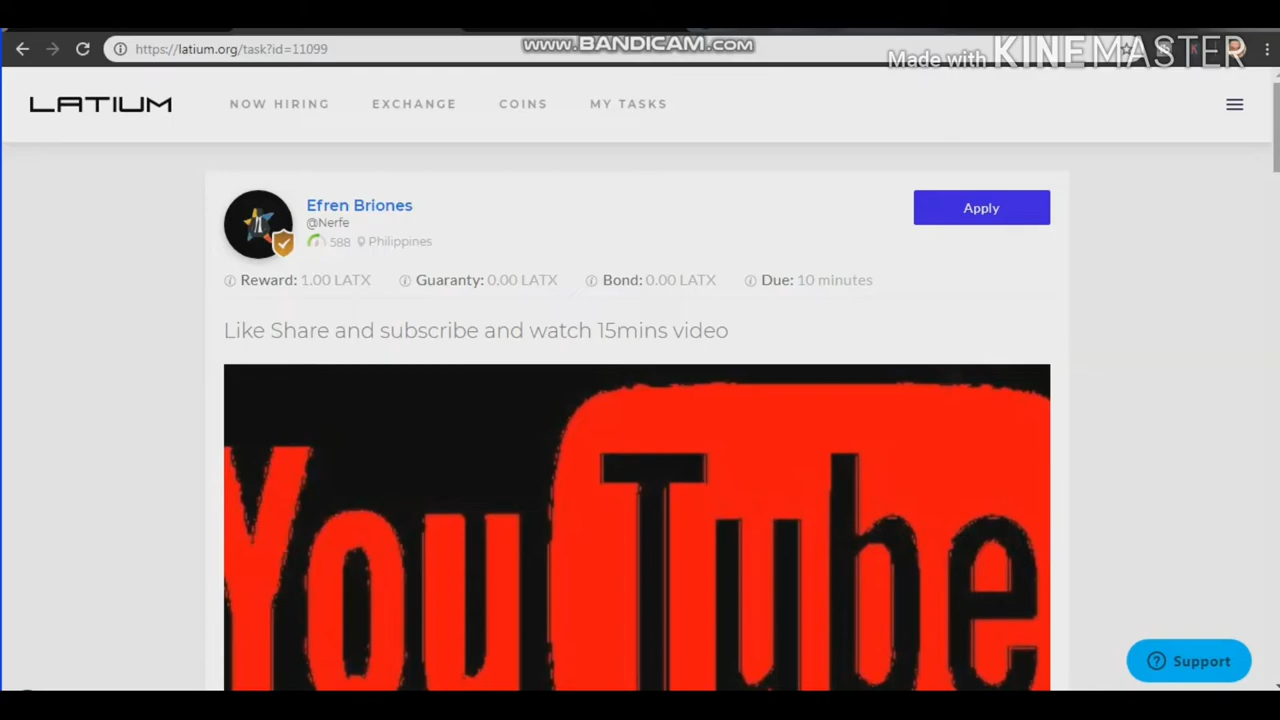 https://latium.org/task?id=11099
www.BANDICAM.com
Made with KINEMASTER
LATIUM
NOW HIRING
EXCHANGE
COINS
MY TASKS
Efren Briones
@Nerfe
588 Philippines
Apply
Reward: 1.00 LATX
Guaranty: 0.00 LATX
Bond: 0.00 LATX
Due: 10 minutes
Like Share and subscribe and watch 15mins video
YouTube
Support